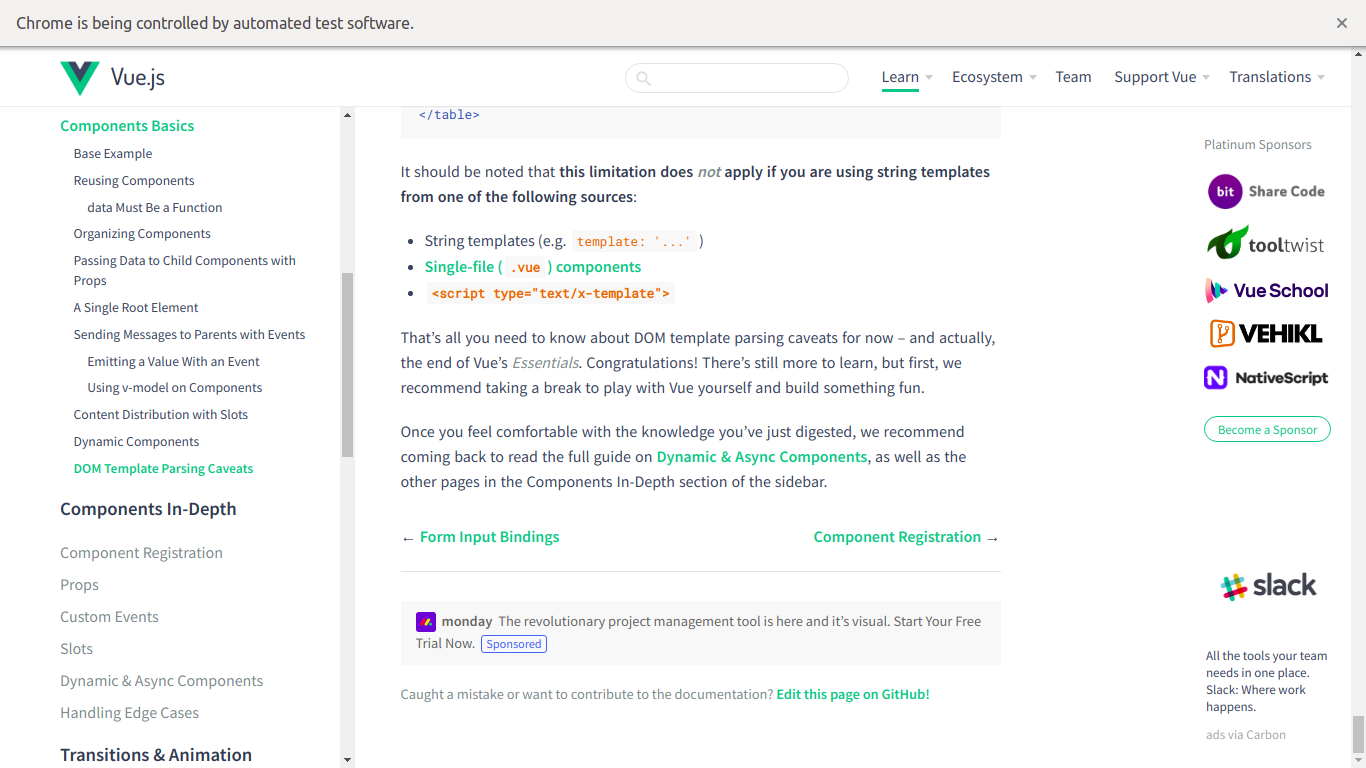 Chrome is being controlled by automated test software.
Vue.js
Learn
Ecosystem
Team
Support Vue
Translations
Components Basics
Base Example
Reusing Components
data Must Be a Function
Organizing Components
Passing Data to Child Components with
Props
A Single Root Element
Sending Messages to Parents with Events
Emitting a Value With an Event
Using v-model on Components
Content Distribution with Slots
Dynamic Components
DOM Template Parsing Caveats
Components In-Depth
Component Registration
Props
Custom Events
Slots
Dynamic & Async Components
Handling Edge Cases
Transitions & Animation
</table>
It should be noted that this limitation does not apply if you are using string templates
from one of the following sources:
String templates (e.g. template: '...' )
Single-file ( .vue ) components
<script type="text/x-template">
That's all you need to know about DOM template parsing caveats for now – and actually,
the end of Vue's Essentials. Congratulations! There's still more to learn, but first, we
recommend taking a break to play with Vue yourself and build something fun.
Once you feel comfortable with the knowledge you've just digested, we recommend
coming back to read the full guide on Dynamic & Async Components, as well as the
other pages in the Components In-Depth section of the sidebar.
← Form Input Bindings
Component Registration →
monday The revolutionary project management tool is here and it's visual. Start Your Free
Trial Now. Sponsored
Caught a mistake or want to contribute to the documentation? Edit this page on GitHub!
Platinum Sponsors
bit Share Code
tooltwist
Vue School
VEHIKL
NativeScript
Become a Sponsor
slack
All the tools your team
needs in one place.
Slack: Where work
happens.
ads via Carbon